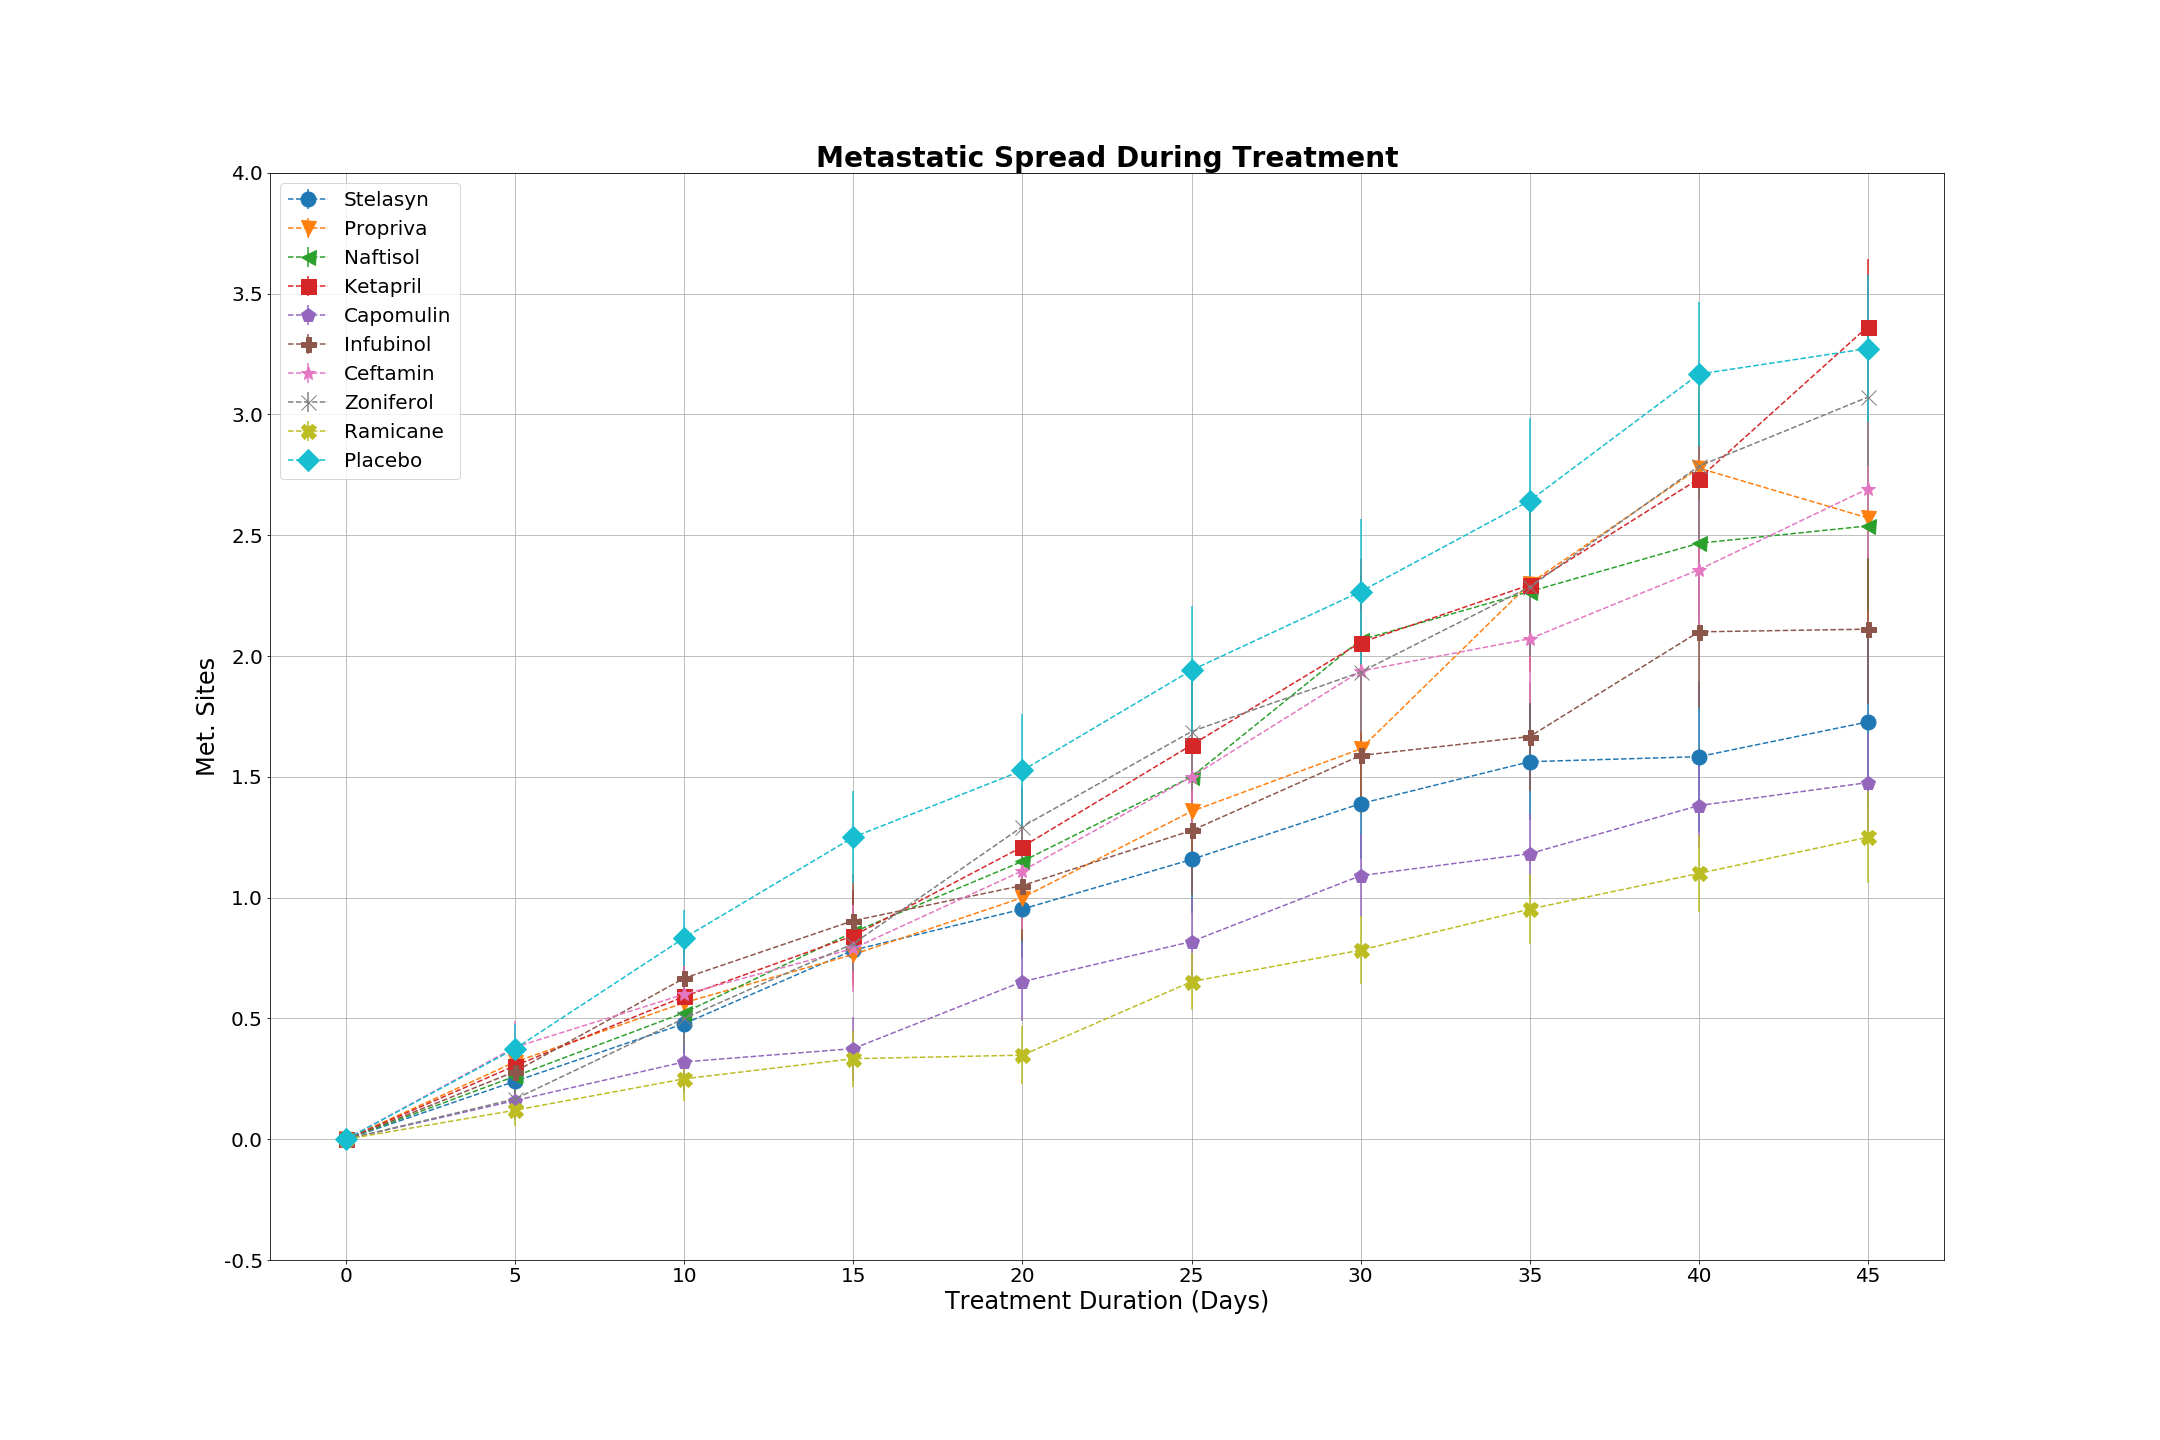 Metastatic Spread During Treatment
4.0
3.5
3.0
2.5
2.0
1.5
1.0
0.5
0.0
-0.5
Met. Sites
Stelasyn
Propriva
Naftisol
Ketapril
Capomulin
Infubinol
Ceftamin
Zoniferol
Ramicane
Placebo
0 5 10 15 20 25 30 35 40 45
Treatment Duration (Days)